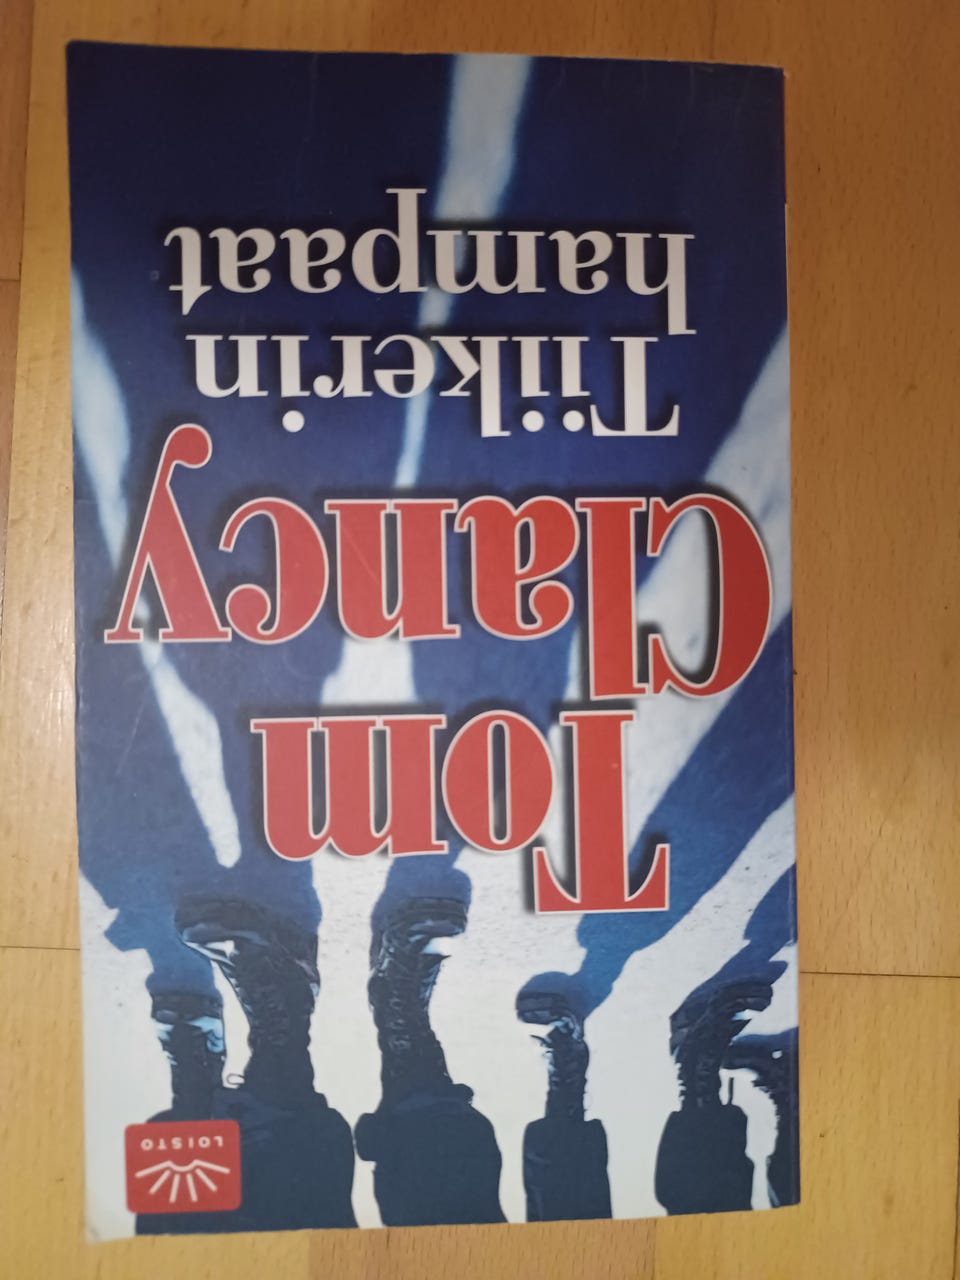 LOISTO
Tom
Clancy
Tiikerin
hampaat